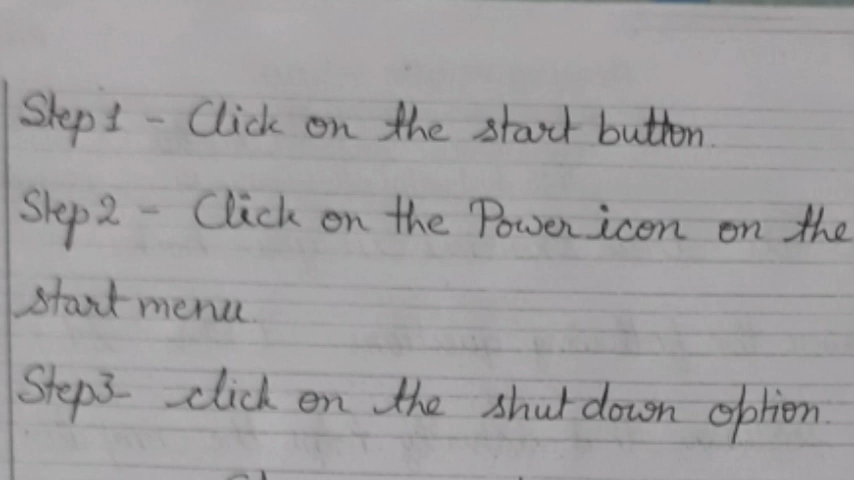 Step 1 - Click on the start button.
Step 2 - Click on the Power icon on the
start menu.
Step 3 - click on the shut down option.